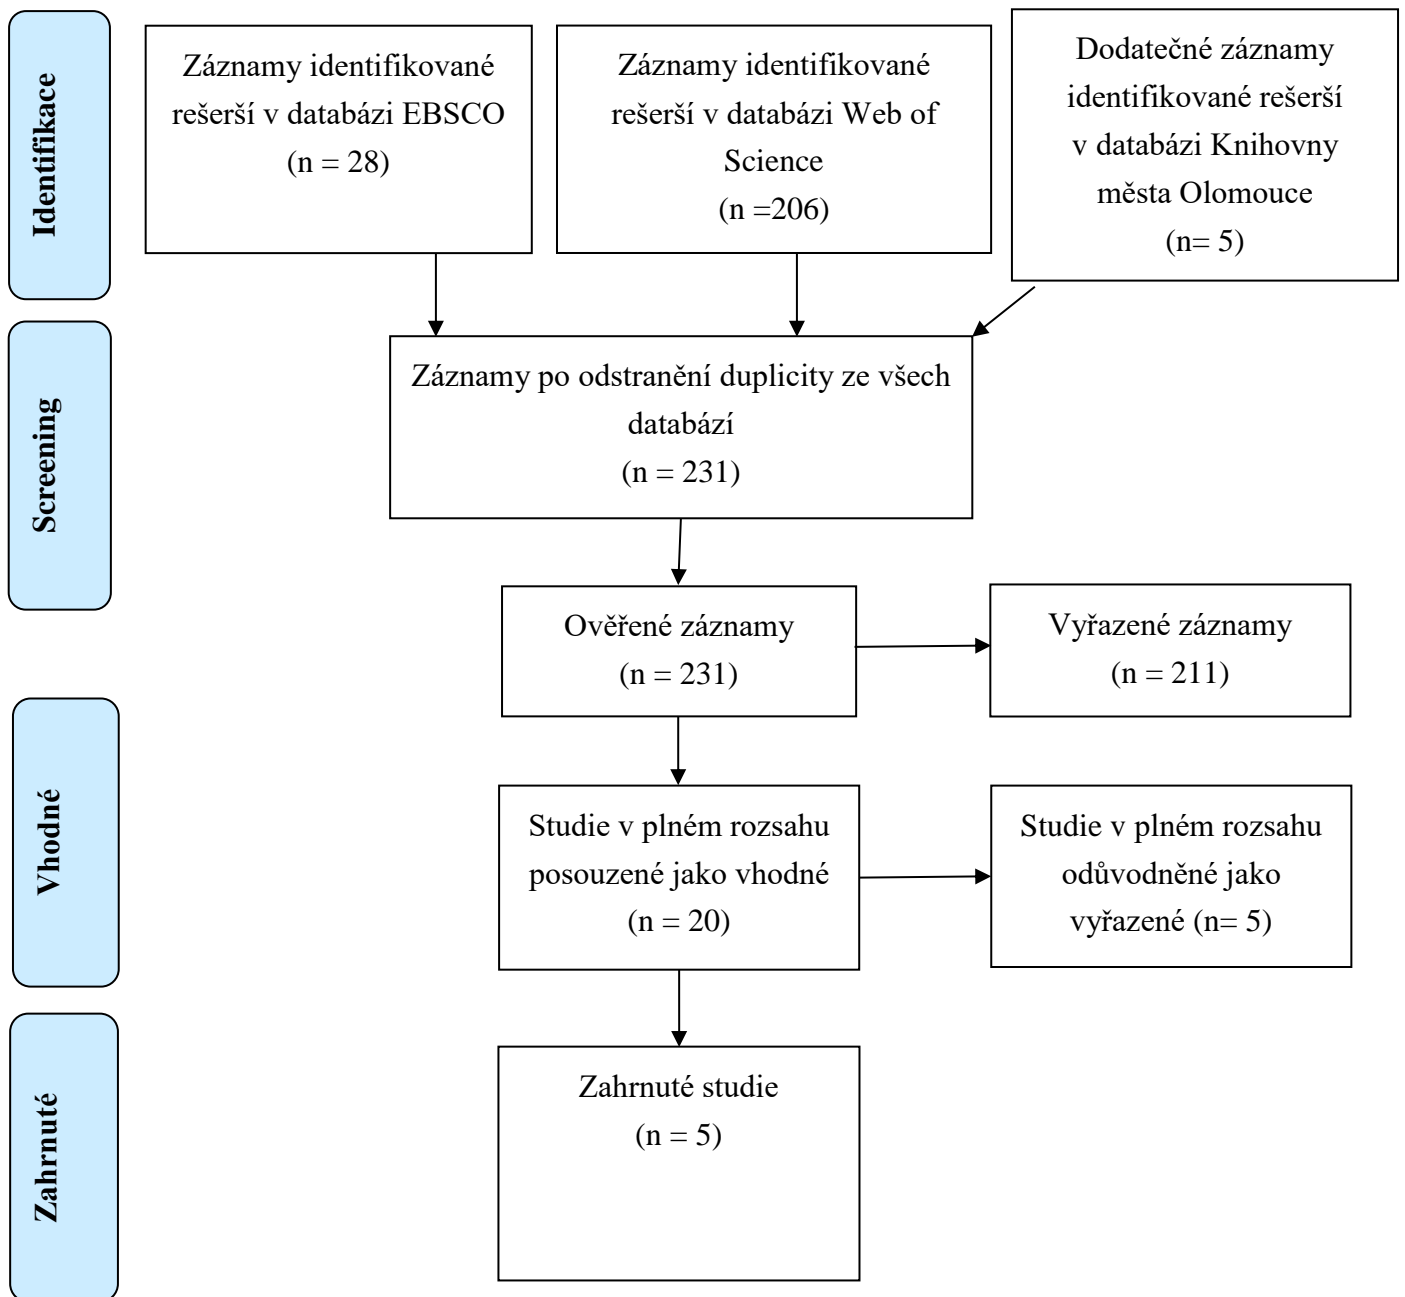 Identifikace
Záznamy identifikované
rešerší v databázi EBSCO
(n = 28)
Záznamy identifikované
rešerší v databázi Web of
Science
(n =206)
Dodatečné záznamy
identifikované rešerší
v databázi Knihovny
města Olomouce
(n= 5)
Screening
Záznamy po odstranění duplicity ze všech
databází
(n = 231)
Ověřené záznamy
(n = 231)
Vyřazené záznamy
(n = 211)
Vhodné
Studie v plném rozsahu
posouzené jako vhodné
(n = 20)
Studie v plném rozsahu
odůvodněné jako
vyřazené (n= 5)
Zahrnuté
Zahrnuté studie
(n = 5)